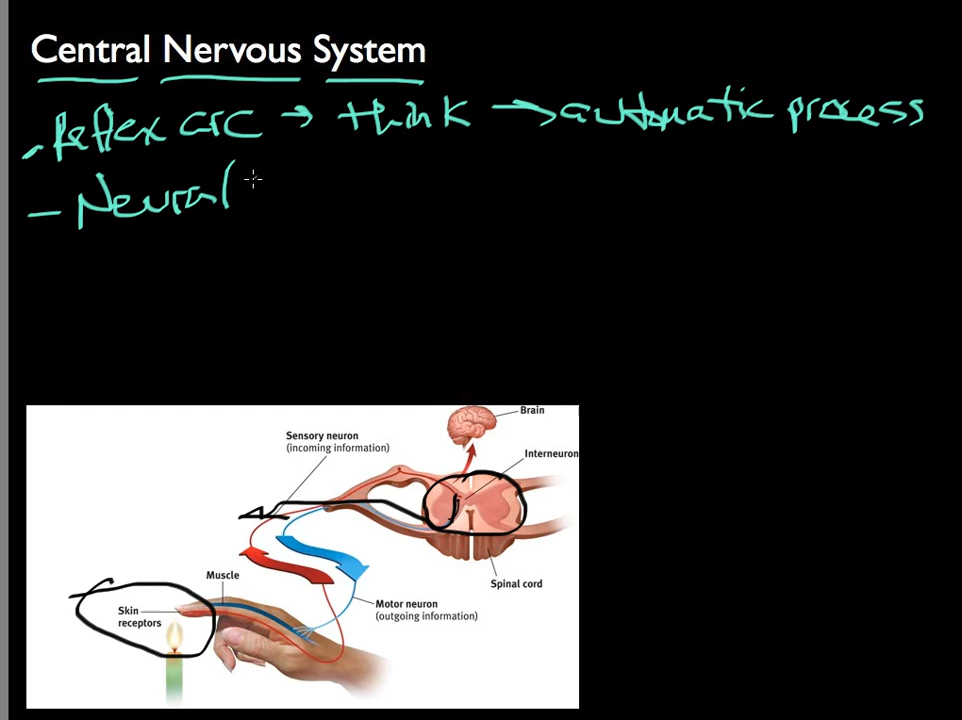 Central Nervous System
- Reflex arc → think → automatic process
- Neural
Brain
Sensory neuron
(incoming information)
Interneuron
Muscle
Skin
receptors
Spinal cord
Motor neuron
(outgoing information)